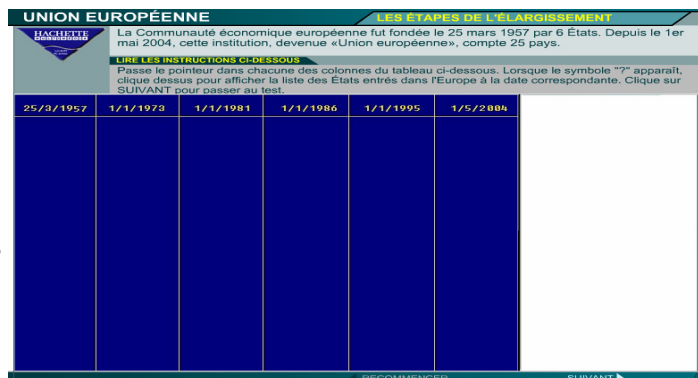 UNION EUROPÉENNE
LES ÉTAPES DE L'ÉLARGISSEMENT
HACHETTE
La Communauté économique européenne fut fondée le 25 mars 1957 par 6 États. Depuis le 1er
mai 2004, cette institution, devenue «Union européenne», compte 25 pays.
LIRE LES INSTRUCTIONS CI-DESSOUS
Passe le pointeur dans chacune des colonnes du tableau ci-dessous. Lorsque le symbole "?" apparaît,
clique dessus pour afficher la liste des États entrés dans l'Europe à la date correspondante. Clique sur
SUIVANT pour passer au test.
25/3/1957 1/1/1973 1/1/1981 1/1/1986 1/1/1995 1/5/2004
RECOMMENCER SUIVANT